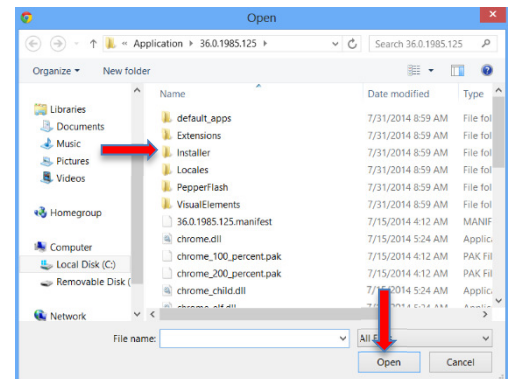 Open
« Application ▸ 36.0.1985.125 ▸ Search 36.0.1985.125
Organize ▾ New folder
Name Date modified Type
Libraries
Documents
Music
Pictures
Videos
Homegroup
Computer
Local Disk (C:)
Removable Disk (
Network
default_apps 7/31/2014 8:59 AM File fol
Extensions 7/31/2014 8:59 AM File fol
Installer 7/31/2014 8:59 AM File fol
Locales 7/31/2014 8:59 AM File fol
PepperFlash 7/31/2014 8:59 AM File fol
VisualElements 7/31/2014 8:59 AM File fol
36.0.1985.125.manifest 7/15/2014 4:12 AM MANIF
chrome.dll 7/15/2014 5:24 AM Applic
chrome_100_percent.pak 7/15/2014 4:12 AM PAK Fil
chrome_200_percent.pak 7/15/2014 4:12 AM PAK Fil
chrome_child.dll 7/15/2014 5:24 AM Applic
File name: All
Open Cancel